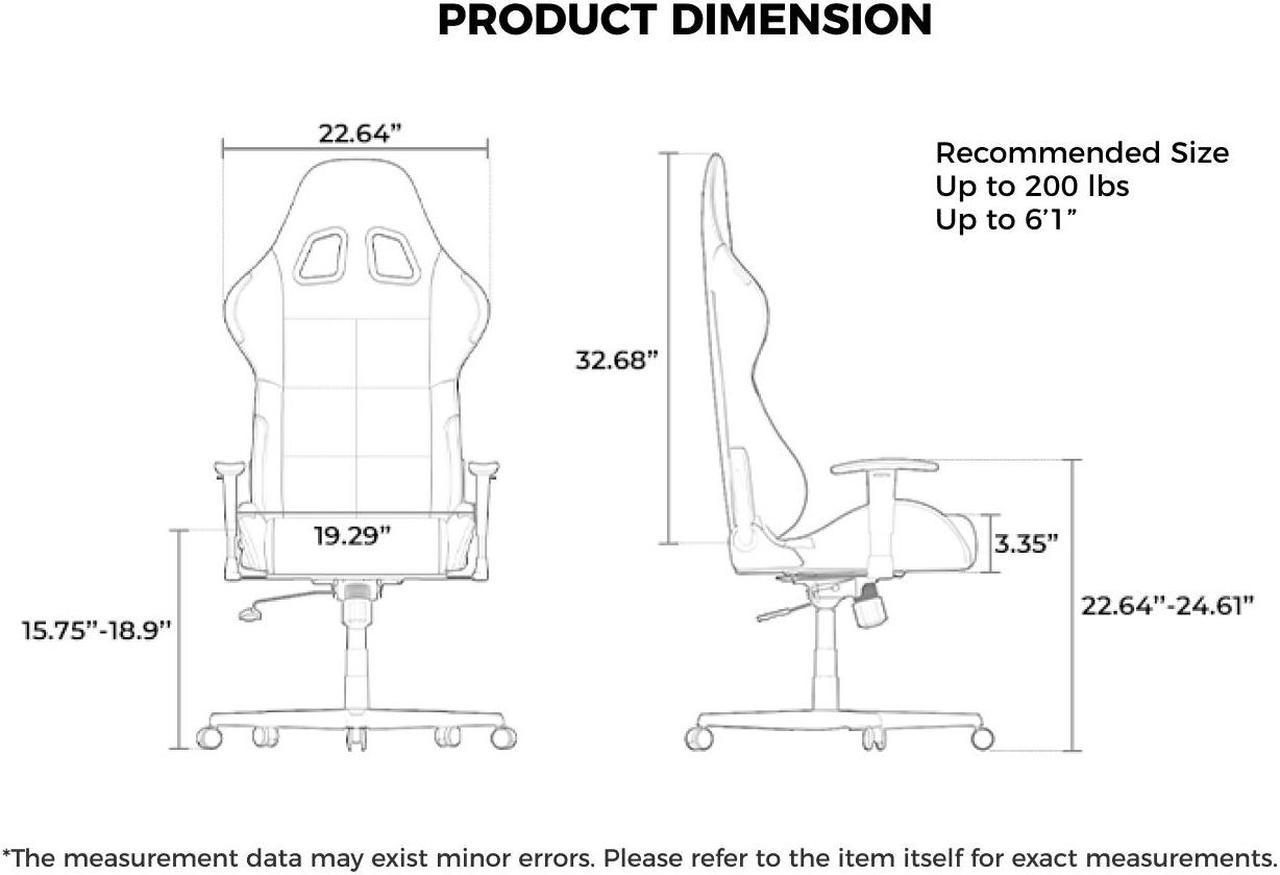 PRODUCT DIMENSION
22.64”
Recommended Size
Up to 200 lbs
Up to 6’1”
32.68”
19.29”
3.35”
15.75”-18.9”
22.64”-24.61”
*The measurement data may exist minor errors. Please refer to the item itself for exact measurements.